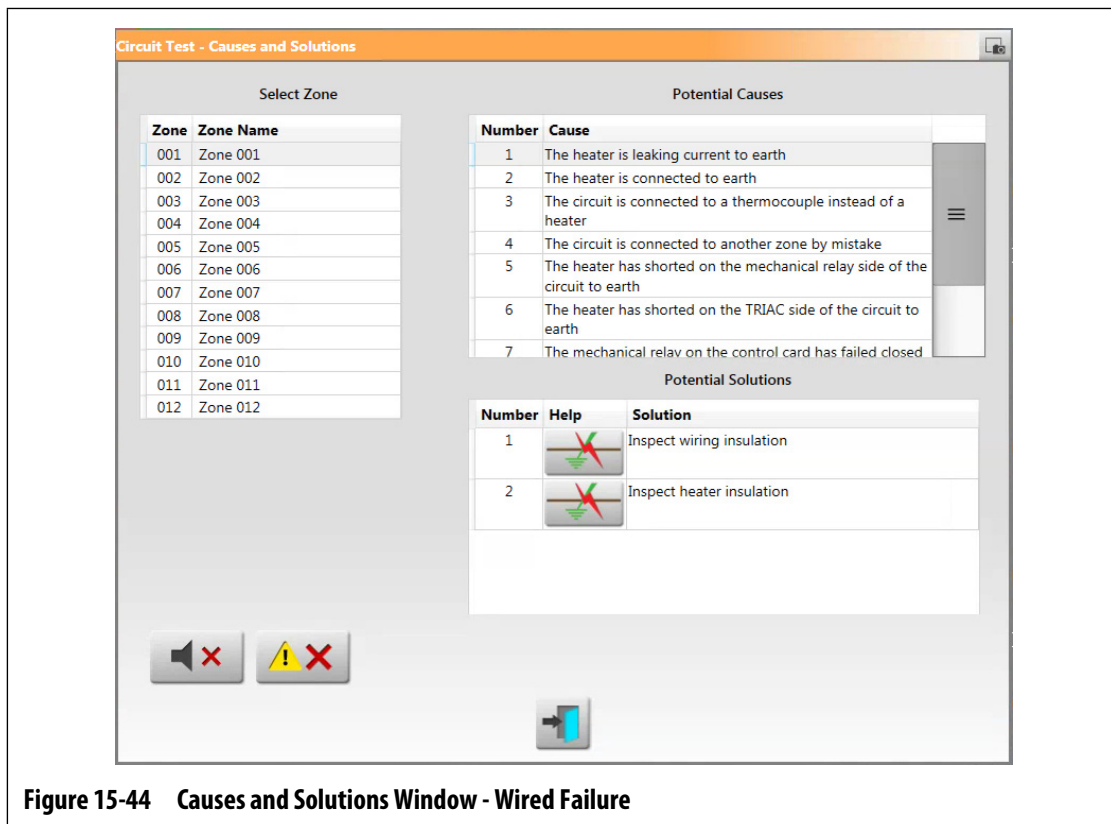 Circuit Test - Causes and Solutions
Select Zone
Zone Zone Name
001 Zone 001
002 Zone 002
003 Zone 003
004 Zone 004
005 Zone 005
006 Zone 006
007 Zone 007
008 Zone 008
009 Zone 009
010 Zone 010
011 Zone 011
012 Zone 012
Potential Causes
Number Cause
1 The heater is leaking current to earth
2 The heater is connected to earth
3 The circuit is connected to a thermocouple instead of a
heater
4 The circuit is connected to another zone by mistake
5 The heater has shorted on the mechanical relay side of the
circuit to earth
6 The heater has shorted on the TRIAC side of the circuit to
earth
7 The mechanical relay on the control card has failed closed
Potential Solutions
Number Help Solution
1 Inspect wiring insulation
2 Inspect heater insulation
Figure 15-44 Causes and Solutions Window - Wired Failure